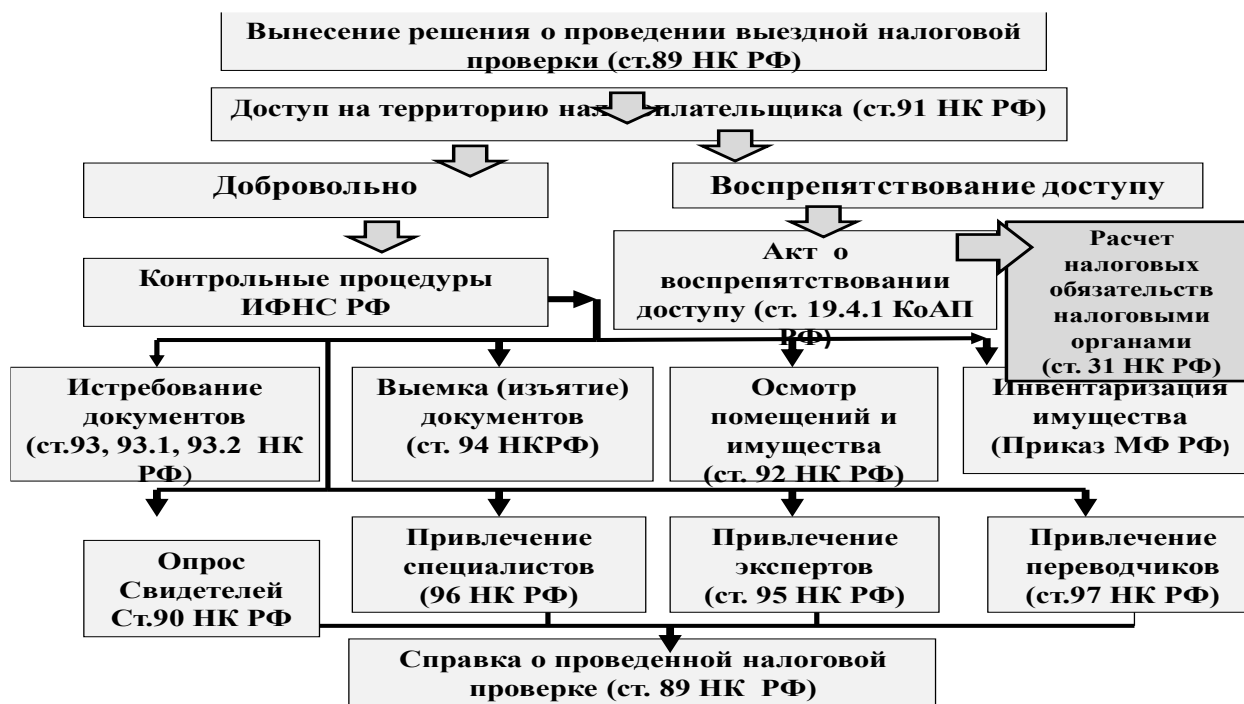 Вынесение решения о проведении выездной налоговой
проверки (ст.89 НК РФ)
Доступ на территорию нал плательщика (ст.91 НК РФ)
Добровольно
Воспрепятствование доступу
Контрольные процедуры
ИФНС РФ
Акт о
воспрепятствовании
доступу (ст. 19.4.1 КоАП
РФ)
Расчет
налоговых
обязательств
налоговыми
органами
(ст. 31 НК РФ)
Истребование
документов
(ст.93, 93.1, 93.2 НК
РФ)
Выемка (изъятие)
документов
(ст. 94 НКРФ)
Осмотр
помещений и
имущества
(ст. 92 НК РФ)
Инвентаризация
имущества
(Приказ МФ РФ)
Опрос
Свидетелей
Ст.90 НК РФ
Привлечение
специалистов
(96 НК РФ)
Привлечение
экспертов
(ст. 95 НК РФ)
Привлечение
переводчиков
(ст.97 НК РФ)
Справка о проведенной налоговой
проверке (ст. 89 НК РФ)